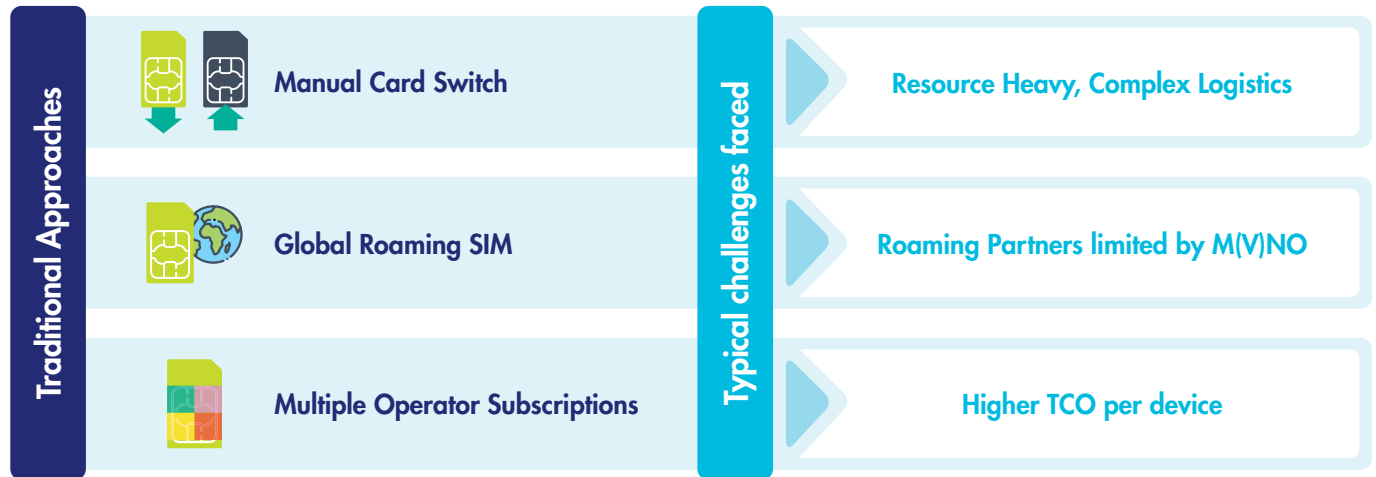 Traditional Approaches
Typical challenges faced
Manual Card Switch
Resource Heavy, Complex Logistics
Global Roaming SIM
Roaming Partners limited by M(V)NO
Multiple Operator Subscriptions
Higher TCO per device